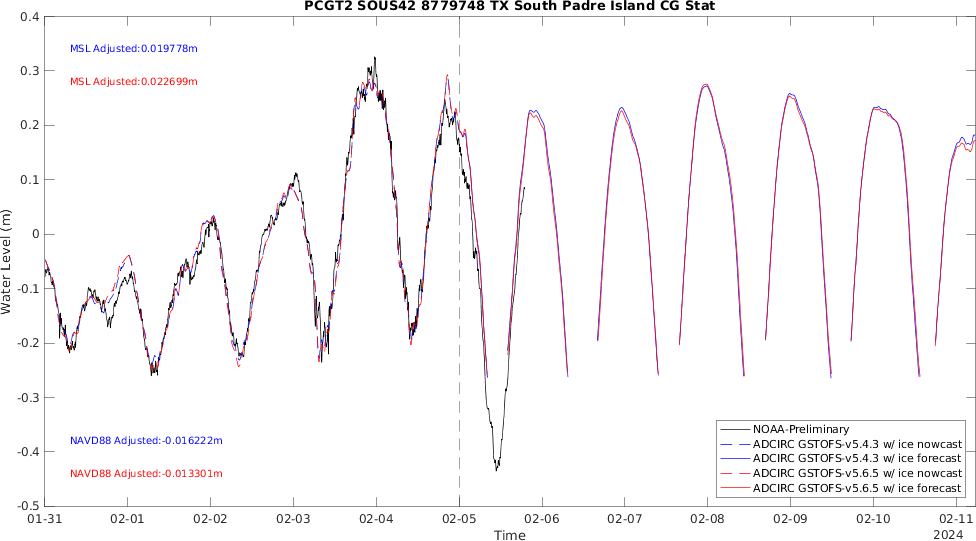 PCGT2 SOUS42 8779748 TX South Padre Island CG Stat
0.4
0.3
0.2
0.1
0
-0.1
-0.2
-0.3
-0.4
-0.5
Water Level (m)
MSL Adjusted:0.019778m
MSL Adjusted:0.022699m
NAVD88 Adjusted:-0.016222m
NAVD88 Adjusted:-0.013301m
NOAA-Preliminary
ADCIRC GSTOFS-v5.4.3 w/ ice nowcast
ADCIRC GSTOFS-v5.4.3 w/ ice forecast
ADCIRC GSTOFS-v5.6.5 w/ ice nowcast
ADCIRC GSTOFS-v5.6.5 w/ ice forecast
01-31 02-01 02-02 02-03 02-04 02-05 02-06 02-07 02-08 02-09 02-10 02-11
Time 2024